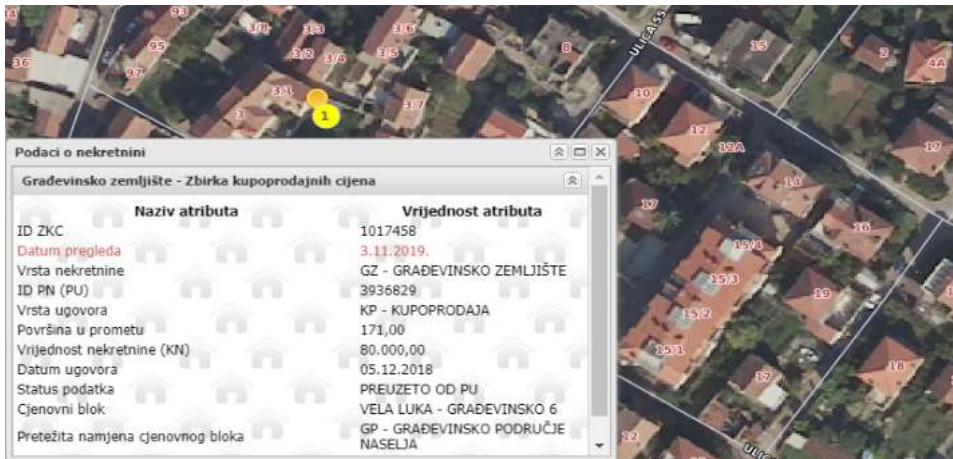 93
3/8
3/3
3/6
95
3/2
3/4
3/5
8
ULICA SS
15
2
4A
36
97
3/1
3
3/7
10
1
12
12A
17
14
17
16
15/4
15/3
19
15/2
15/1
17
18
12
ULIC
Podaci o nekretnini
Građevinsko zemljište - Zbirka kupoprodajnih cijena
Naziv atributa Vrijednost atributa
ID ZKC 1017458
Datum pregleda 3.11.2019.
Vrsta nekretnine GZ - GRAĐEVINSKO ZEMLJIŠTE
ID PN (PU) 3936829
Vrsta ugovora KP - KUPOPRODAJA
Površina u prometu 171,00
Vrijednost nekretnine (KN) 80.000,00
Datum ugovora 05.12.2018
Status podatka PREUZETO OD PU
Cjenovni blok VELA LUKA - GRAĐEVINSKO 6
Pretežita namjena cjenovnog bloka GP - GRAĐEVINSKO PODRUČJE
NASELJA